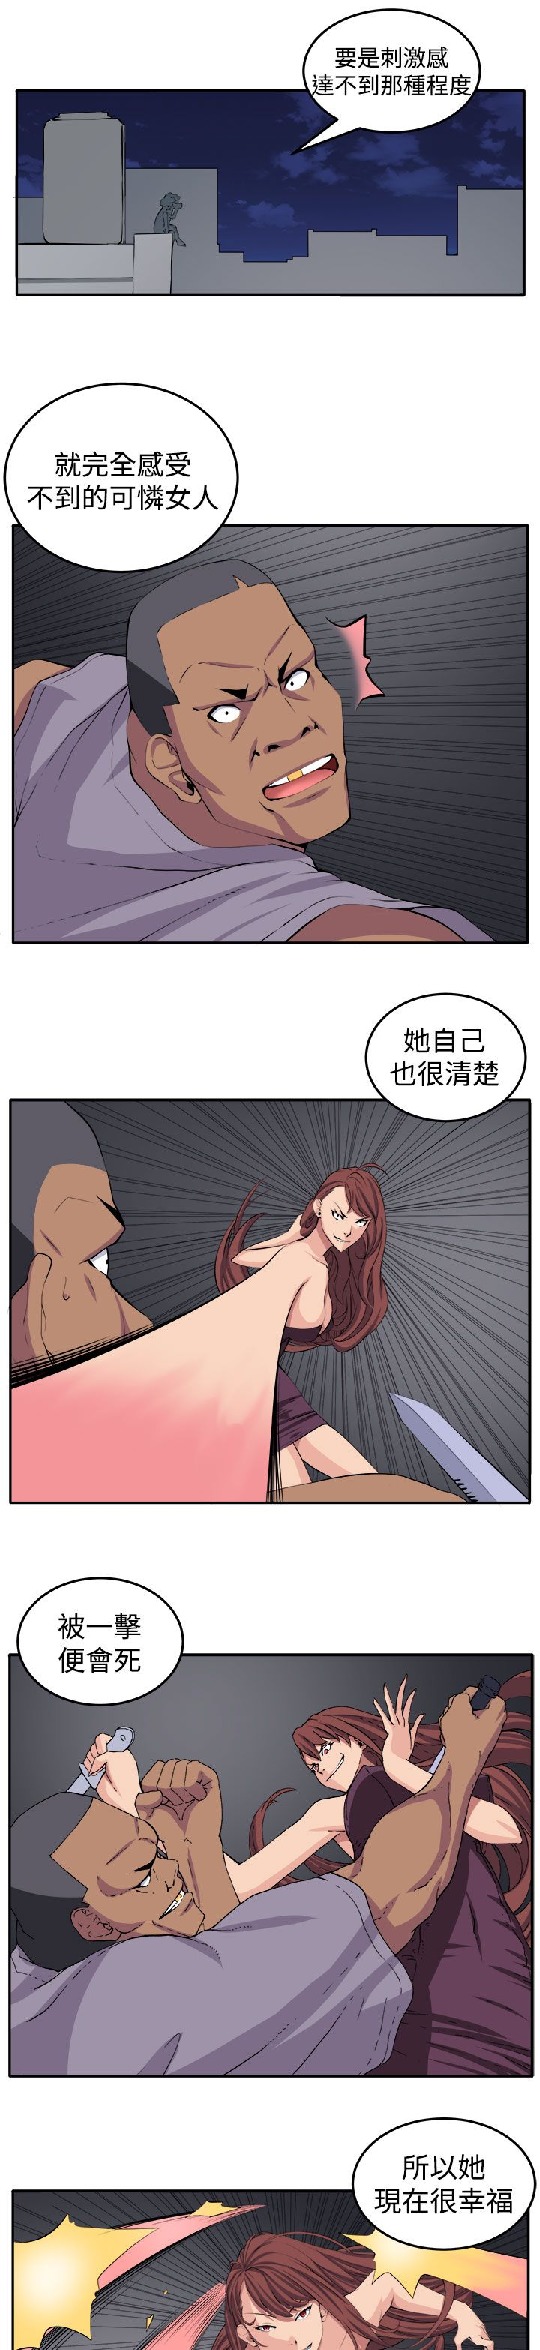 要是刺激感
達不到那種程度
就完全感受
不到的可憐女人
她自己
也很清楚
被一擊
便會死
所以她
現在很幸福